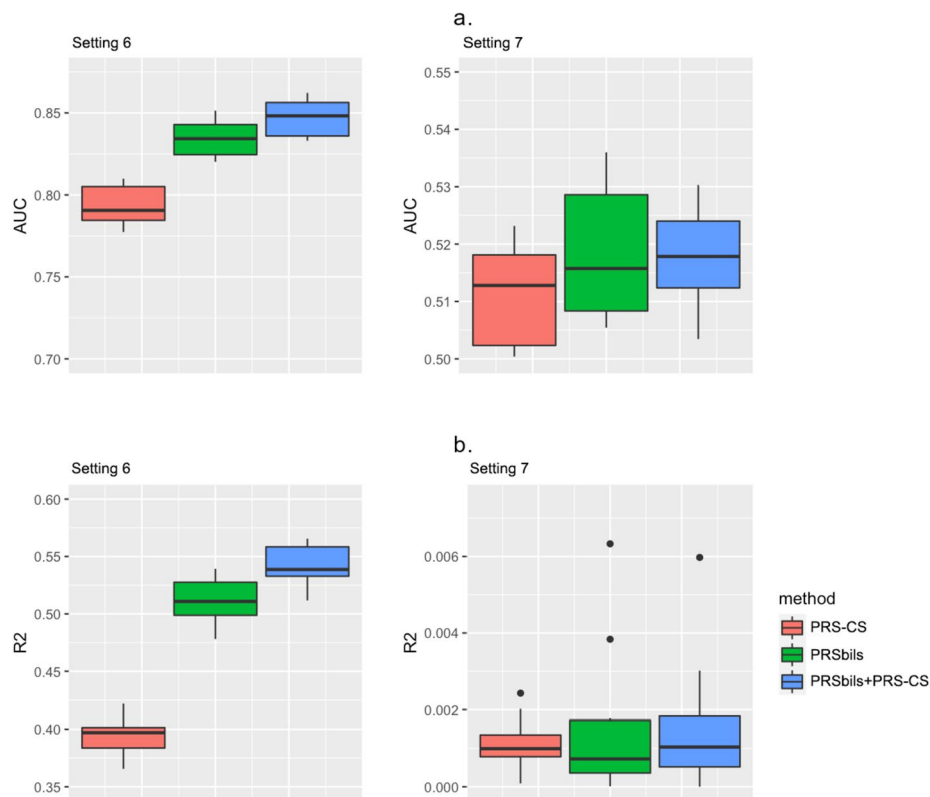 a.
Setting 6
Setting 7
AUC
0.85
0.80
0.75
0.70
AUC
0.55
0.54
0.53
0.52
0.51
0.50
b.
Setting 6
Setting 7
R2
0.60
0.55
0.50
0.45
0.40
0.35
R2
0.006
0.004
0.002
0.000
method
PRS-CS
PRSbils
PRSbils+PRS-CS